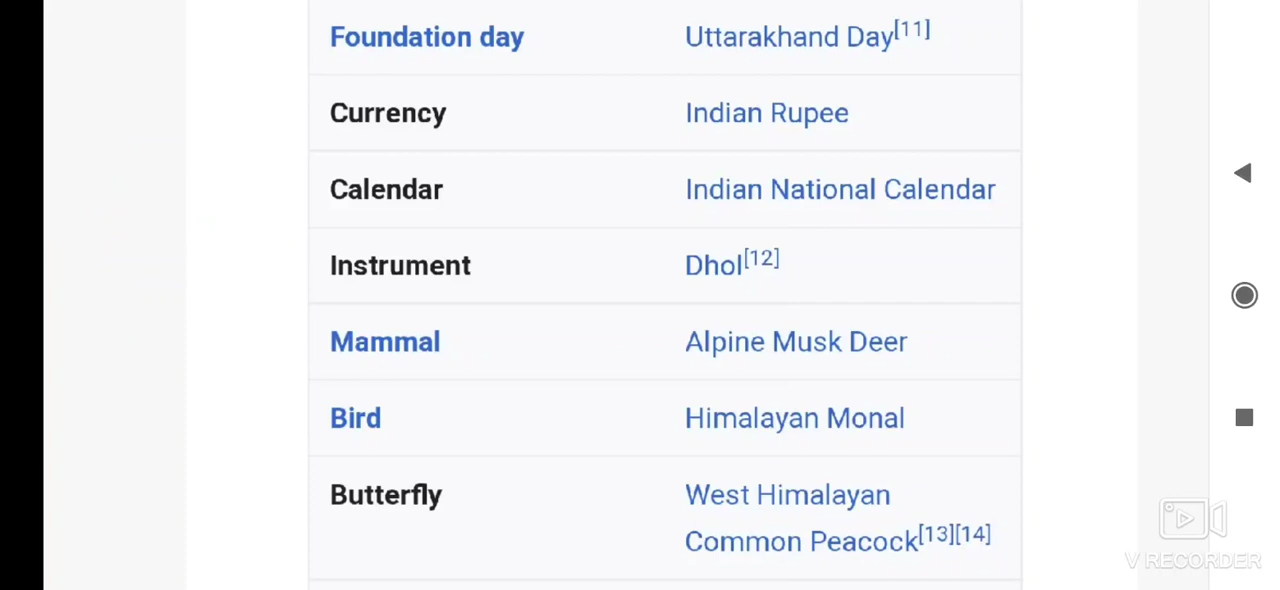 Foundation day Uttarakhand Day[11]
Currency Indian Rupee
Calendar Indian National Calendar
Instrument Dhol[12]
Mammal Alpine Musk Deer
Bird Himalayan Monal
Butterfly West Himalayan
Common Peacock[13][14]
V RECORDER